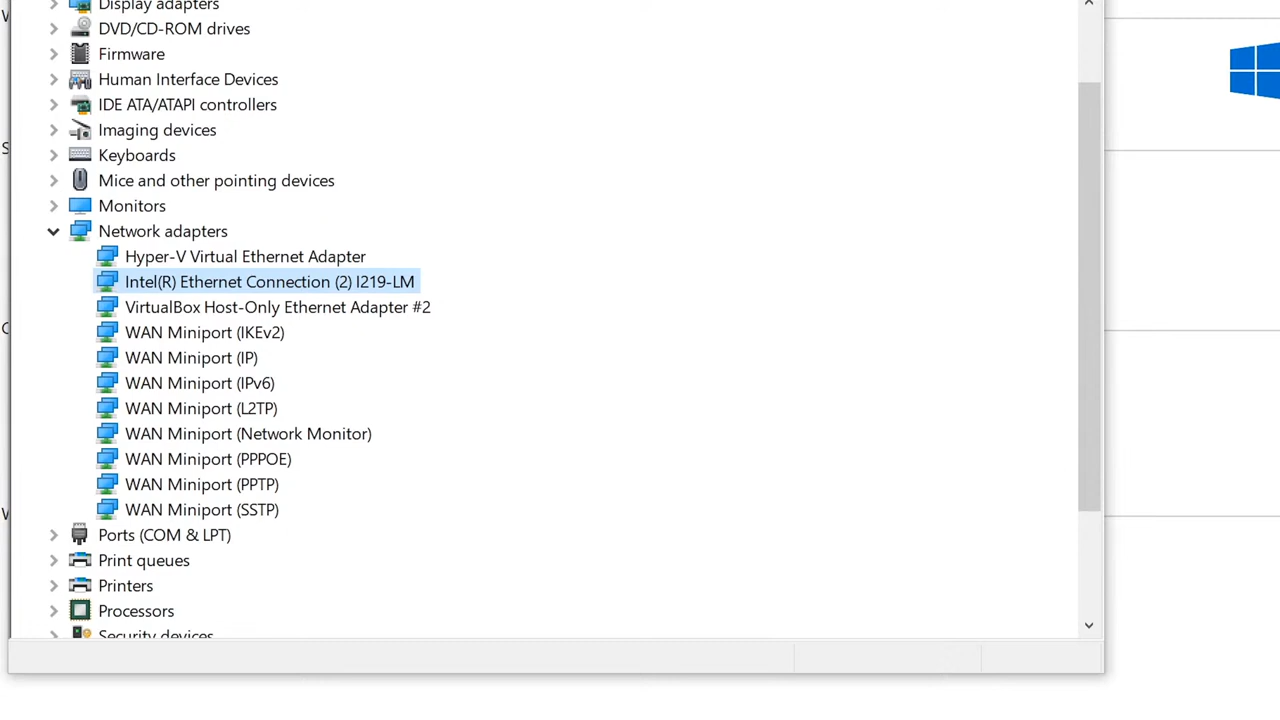 Display adapters
DVD/CD-ROM drives
Firmware
Human Interface Devices
IDE ATA/ATAPI controllers
Imaging devices
Keyboards
Mice and other pointing devices
Monitors
Network adapters
Hyper-V Virtual Ethernet Adapter
Intel(R) Ethernet Connection (2) I219-LM
VirtualBox Host-Only Ethernet Adapter #2
WAN Miniport (IKEv2)
WAN Miniport (IP)
WAN Miniport (IPv6)
WAN Miniport (L2TP)
WAN Miniport (Network Monitor)
WAN Miniport (PPPOE)
WAN Miniport (PPTP)
WAN Miniport (SSTP)
Ports (COM & LPT)
Print queues
Printers
Processors
Security devices